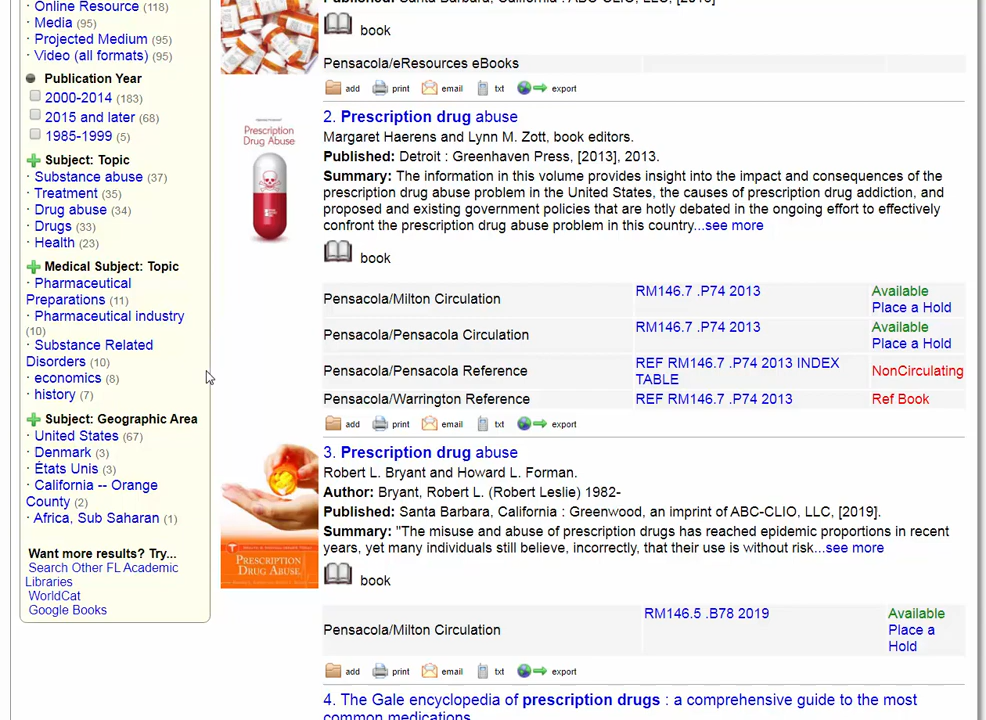 · Online Resource (118)
· Media (95)
· Projected Medium (95)
· Video (all formats) (95)
Publication Year
2000-2014 (183)
2015 and later (68)
1985-1999 (5)
Subject: Topic
· Substance abuse (37)
· Treatment (35)
· Drug abuse (34)
· Drugs (33)
· Health (23)
Medical Subject: Topic
· Pharmaceutical
Preparations (11)
· Pharmaceutical industry
(10)
· Substance Related
Disorders (10)
· economics (8)
· history (7)
Subject: Geographic Area
· United States (67)
· Denmark (3)
· États Unis (3)
· California -- Orange
County (2)
· Africa, Sub Saharan (1)
Want more results? Try...
Search Other FL Academic
Libraries
WorldCat
Google Books
book
Pensacola/eResources eBooks
add print email txt export
2. Prescription drug abuse
Prescription
Drug Abuse
Margaret Haerens and Lynn M. Zott, book editors.
Published: Detroit : Greenhaven Press, [2013], 2013.
Summary: The information in this volume provides insight into the impact and consequences of the
prescription drug abuse problem in the United States, the causes of prescription drug addiction, and
proposed and existing government policies that are hotly debated in the ongoing effort to effectively
confront the prescription drug abuse problem in this country...see more
book
Pensacola/Milton Circulation RM146.7 .P74 2013 Available
Place a Hold
Pensacola/Pensacola Circulation RM146.7 .P74 2013 Available
Place a Hold
Pensacola/Pensacola Reference REF RM146.7 .P74 2013 INDEX
TABLE NonCirculating
Pensacola/Warrington Reference REF RM146.7 .P74 2013 Ref Book
add print email txt export
3. Prescription drug abuse
Robert L. Bryant and Howard L. Forman.
Author: Bryant, Robert L. (Robert Leslie) 1982-
Published: Santa Barbara, California : Greenwood, an imprint of ABC-CLIO, LLC, [2019].
Summary: "The misuse and abuse of prescription drugs has reached epidemic proportions in recent
years, yet many individuals still believe, incorrectly, that their use is without risk...see more
PRESCRIPTION
DRUG ABUSE
book
Pensacola/Milton Circulation RM146.5 .B78 2019 Available
Place a
Hold
add print email txt export
4. The Gale encyclopedia of prescription drugs : a comprehensive guide to the most
common medications